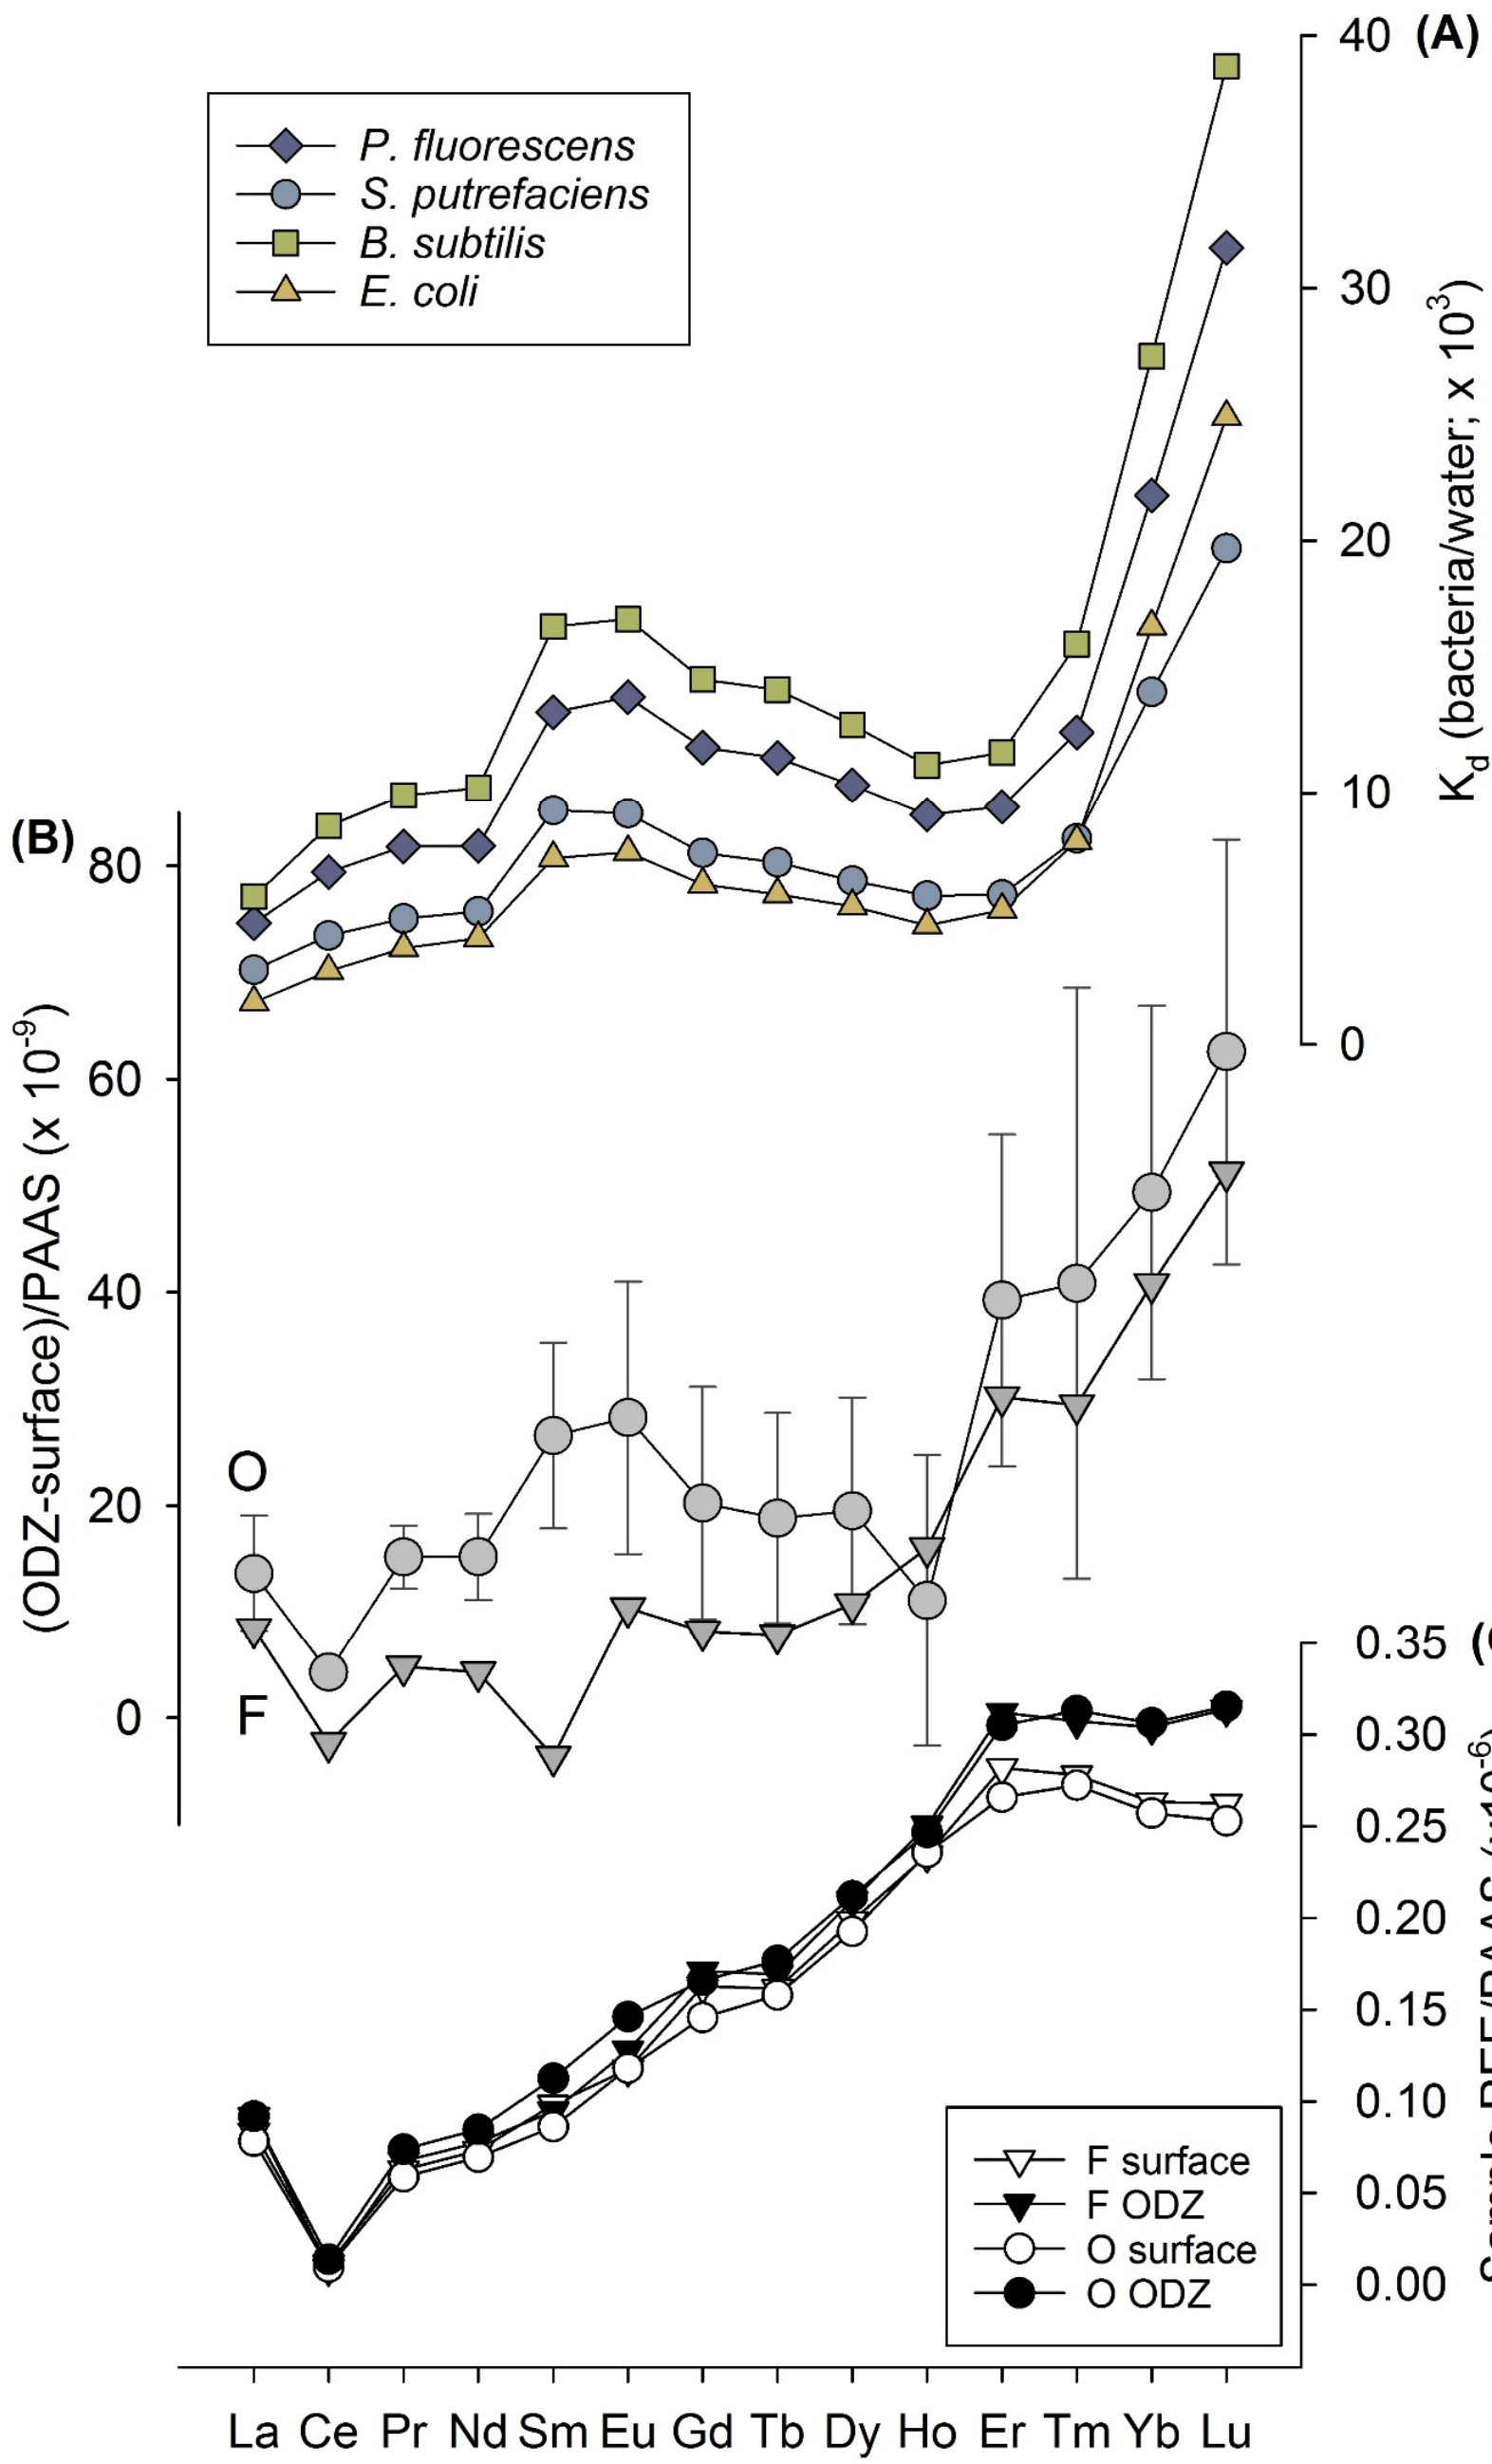 40 (A)
P. fluorescens
S. putrefaciens
B. subtilis
E. coli
30
20
10
0
K_d (bacteria/water; x 10³)
(B)
80
60
40
20
0
(ODZ-surface)/PAAS (x 10⁻⁹)
O
F
0.35
0.30
0.25
0.20
0.15
0.10
0.05
0.00
F surface
F ODZ
O surface
O ODZ
La Ce Pr Nd Sm Eu Gd Tb Dy Ho Er Tm Yb Lu